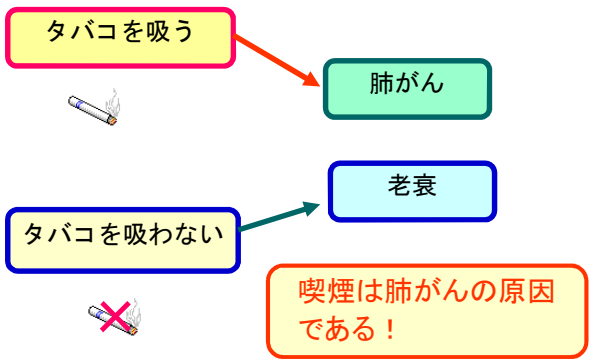 タバコを吸う
肺がん
老衰
タバコを吸わない
喫煙は肺がんの原因
である！